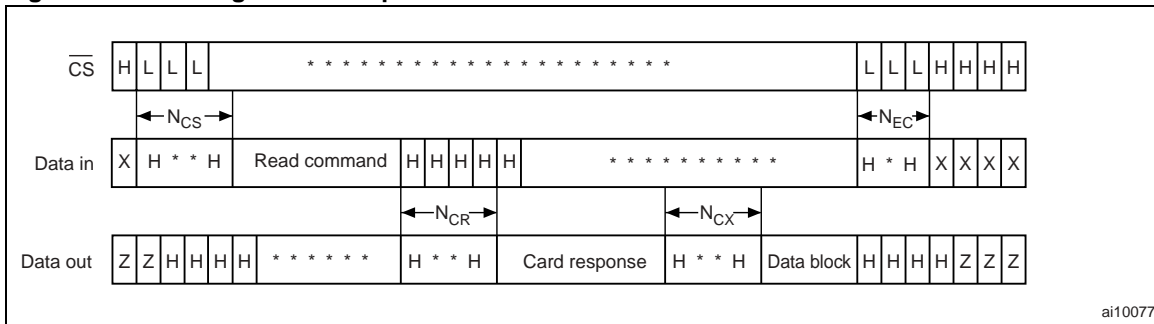 CS H L L L * * * * * * * * * * * * * * * * * * * * * L L L H H H H
N_CS N_EC
Data in X H * * H Read command H H H H H * * * * * * * * * * H * H X X X X
N_CR N_CX
Data out Z Z H H H H * * * * * * H * * H Card response H * * H Data block H H H H Z Z Z
ai10077